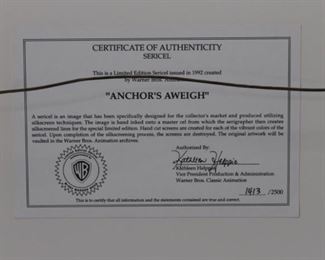 CERTIFICATE OF AUTHENTICITY
SERICEL
This is a Limited Edition Sericel issued in 1992 created
by Warner Bros.
"ANCHOR'S AWEIGH"
A sericel is an image that has been specifically designed for the collector's market and produced utilizing
silkscreen techniques. The image is hand inked onto a master cel from which the serigrapher then creates
silkscreened lines for the special limited edition. Hand cut screens are created for each of the vibrant colors of the
sericel. Upon completion of the silkscreening process, the screens are destroyed. The original artwork will be
vaulted in the Warner Bros. Animation archives.
Authorized By:
Kathleen Helppie
Kathleen Helppie
Vice President Production & Administration
Warner Bros. Classic Animation
1413 /2500
WB
This is to certify that all information and the statements contained are true and correct.